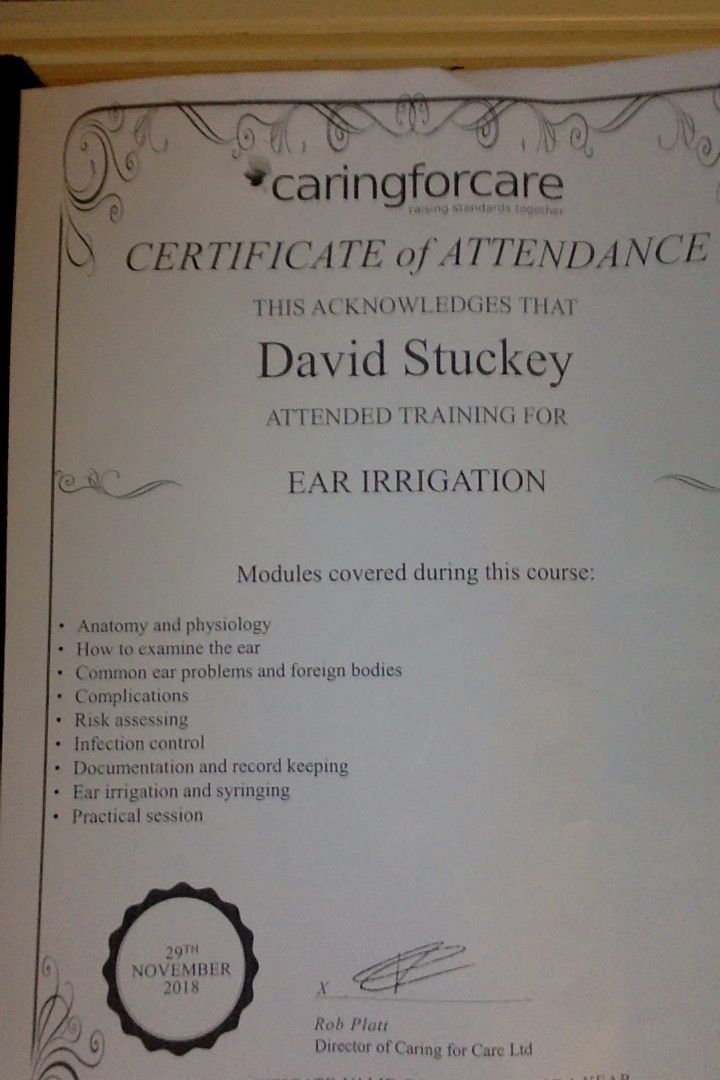 caringforcare
raising standards together
CERTIFICATE of ATTENDANCE
THIS ACKNOWLEDGES THAT
David Stuckey
ATTENDED TRAINING FOR
EAR IRRIGATION
Modules covered during this course:
• Anatomy and physiology
• How to examine the ear
• Common ear problems and foreign bodies
• Complications
• Risk assessing
• Infection control
• Documentation and record keeping
• Ear irrigation and syringing
• Practical session
29TH
NOVEMBER
2018
X
Rob Platt
Director of Caring for Care Ltd
YEAR